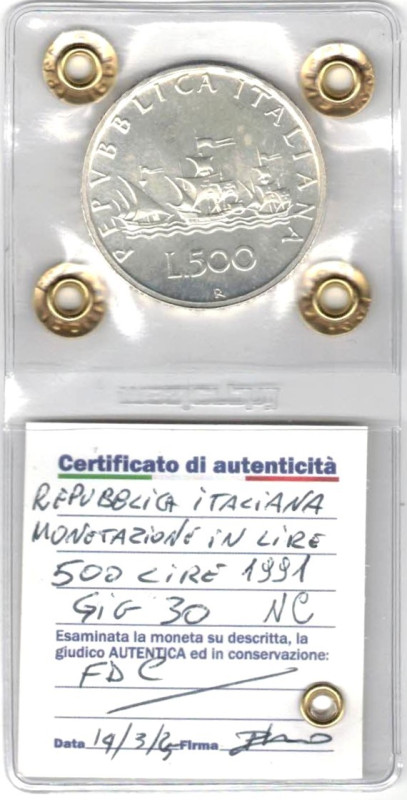 REPVBBLICA ITALIANA
L.500
R
Certificato di autenticità
REPUBBLICA ITALIANA
MONETAZIONE IN LIRE
500 LIRE 1991
GIG 30 NC
Esaminata la moneta su descritta, la
giudico AUTENTICA ed in conservazione:
FDC
Data 19/3/ Firma